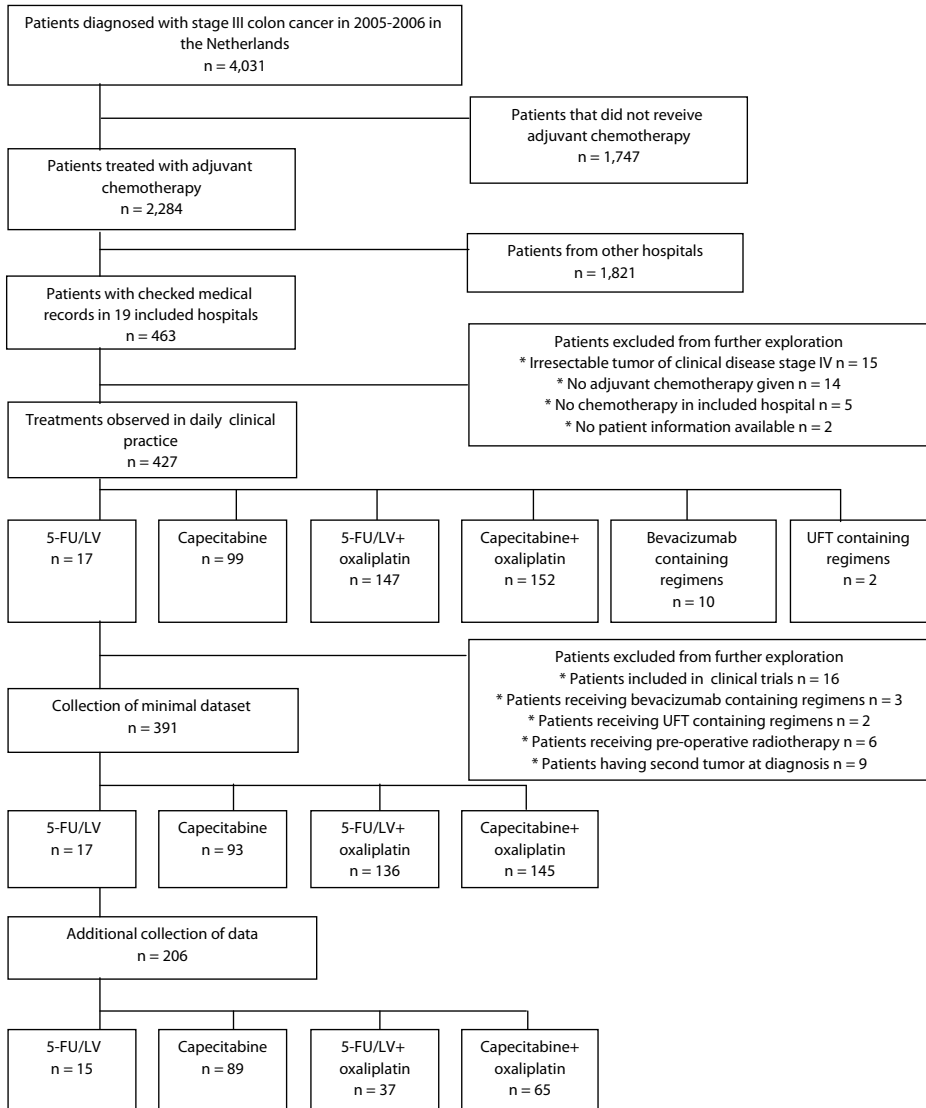 Patients diagnosed with stage III colon cancer in 2005-2006 in
the Netherlands
n = 4,031
Patients that did not reveive
adjuvant chemotherapy
n = 1,747
Patients treated with adjuvant
chemotherapy
n = 2,284
Patients from other hospitals
n = 1,821
Patients with checked medical
records in 19 included hospitals
n = 463
Patients excluded from further exploration
* Irresectable tumor of clinical disease stage IV n = 15
* No adjuvant chemotherapy given n = 14
* No chemotherapy in included hospital n = 5
* No patient information available n = 2
Treatments observed in daily clinical
practice
n = 427
5-FU/LV
n = 17
Capecitabine
n = 99
5-FU/LV+
oxaliplatin
n = 147
Capecitabine+
oxaliplatin
n = 152
Bevacizumab
containing
regimens
n = 10
UFT containing
regimens
n = 2
Patients excluded from further exploration
* Patients included in clinical trials n = 16
* Patients receiving bevacizumab containing regimens n = 3
* Patients receiving UFT containing regimens n = 2
* Patients receiving pre-operative radiotherapy n = 6
* Patients having second tumor at diagnosis n = 9
Collection of minimal dataset
n = 391
5-FU/LV
n = 17
Capecitabine
n = 93
5-FU/LV+
oxaliplatin
n = 136
Capecitabine+
oxaliplatin
n = 145
Additional collection of data
n = 206
5-FU/LV
n = 15
Capecitabine
n = 89
5-FU/LV+
oxaliplatin
n = 37
Capecitabine+
oxaliplatin
n = 65